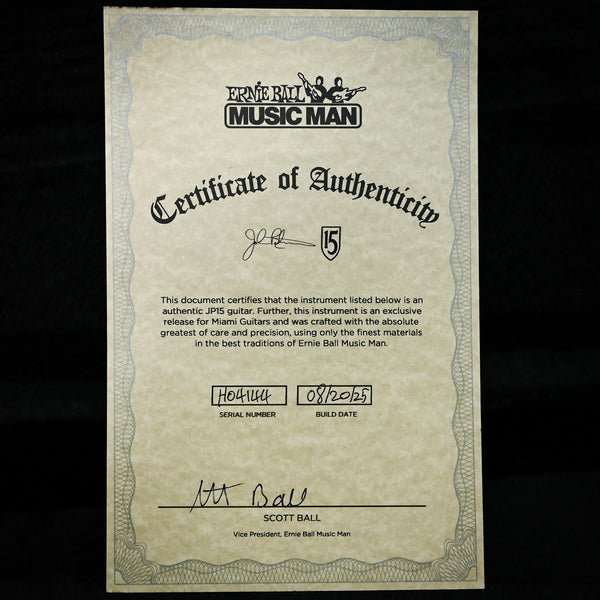 ERNIE BALL
MUSIC MAN
Certificate of Authenticity
15
This document certifies that the instrument listed below is an
authentic JP15 guitar. Further, this instrument is an exclusive
release for Miami Guitars and was crafted with the absolute
greatest of care and precision, using only the finest materials
in the best traditions of Ernie Ball Music Man.
H04144 08/20/25
SERIAL NUMBER BUILD DATE
Ball
SCOTT BALL
Vice President, Ernie Ball Music Man